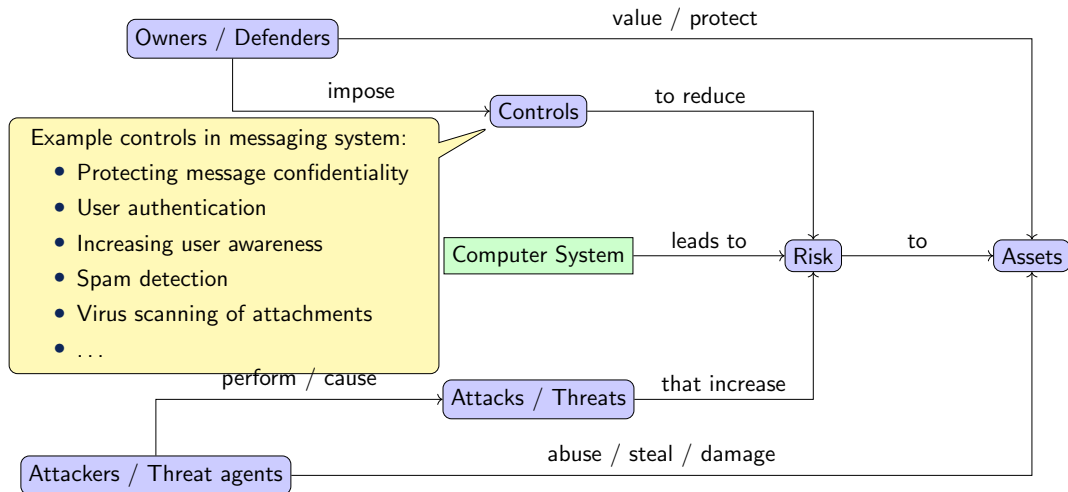 value / protect
Owners / Defenders
impose
Controls
to reduce
Example controls in messaging system:
• Protecting message confidentiality
• User authentication
• Increasing user awareness
• Spam detection
• Virus scanning of attachments
• ...
Computer System
leads to
Risk
to
Assets
perform / cause
Attacks / Threats
that increase
Attackers / Threat agents
abuse / steal / damage